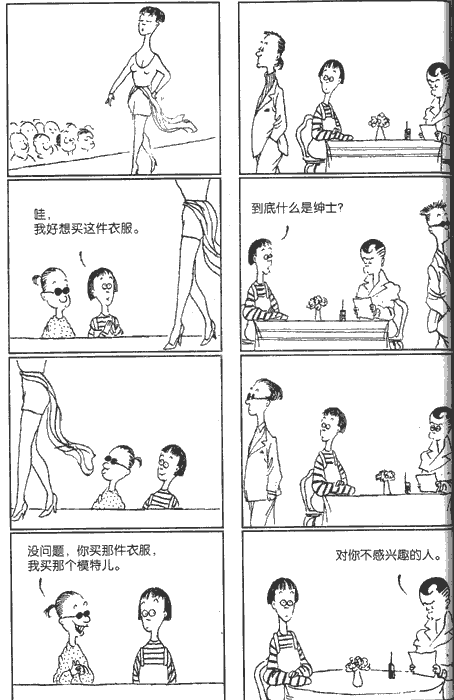 哇，
我好想买这件衣服。
没问题，你买那件衣服，
我买那个模特儿。
到底什么是绅士？
对你不感兴趣的人。